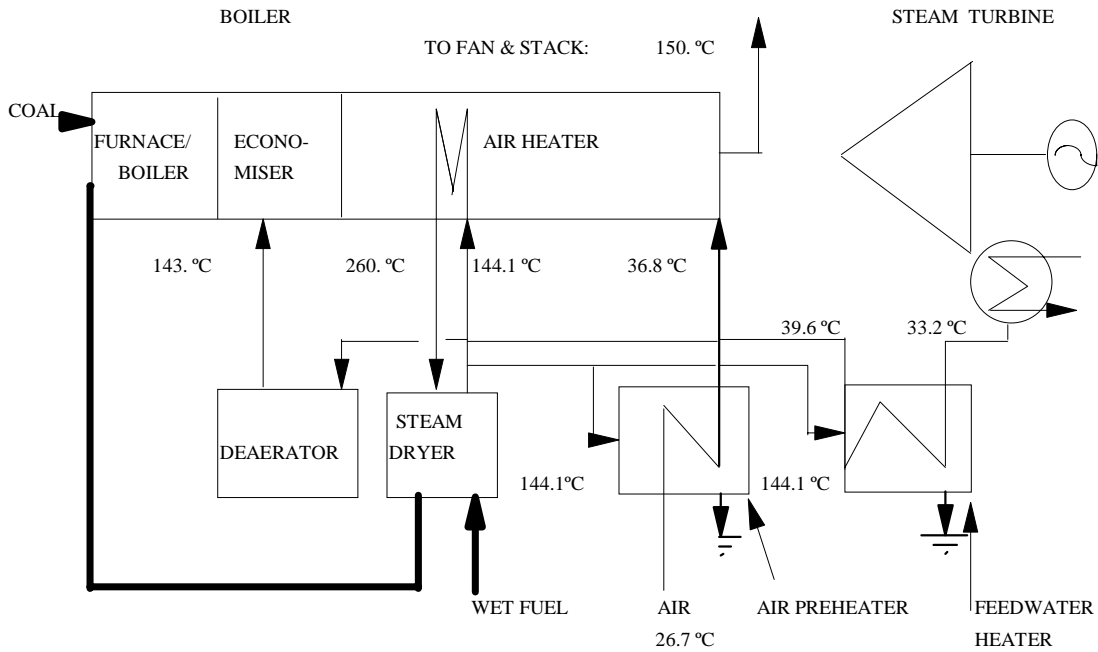 BOILER
STEAM TURBINE
TO FAN & STACK: 150. ºC
COAL
FURNACE/
BOILER
ECONO-
MISER
AIR HEATER
143. ºC
260. ºC
144.1 ºC
36.8 ºC
39.6 ºC
33.2 ºC
DEAERATOR
STEAM
DRYER
144.1ºC
144.1 ºC
WET FUEL
AIR
26.7 ºC
AIR PREHEATER
FEEDWATER
HEATER